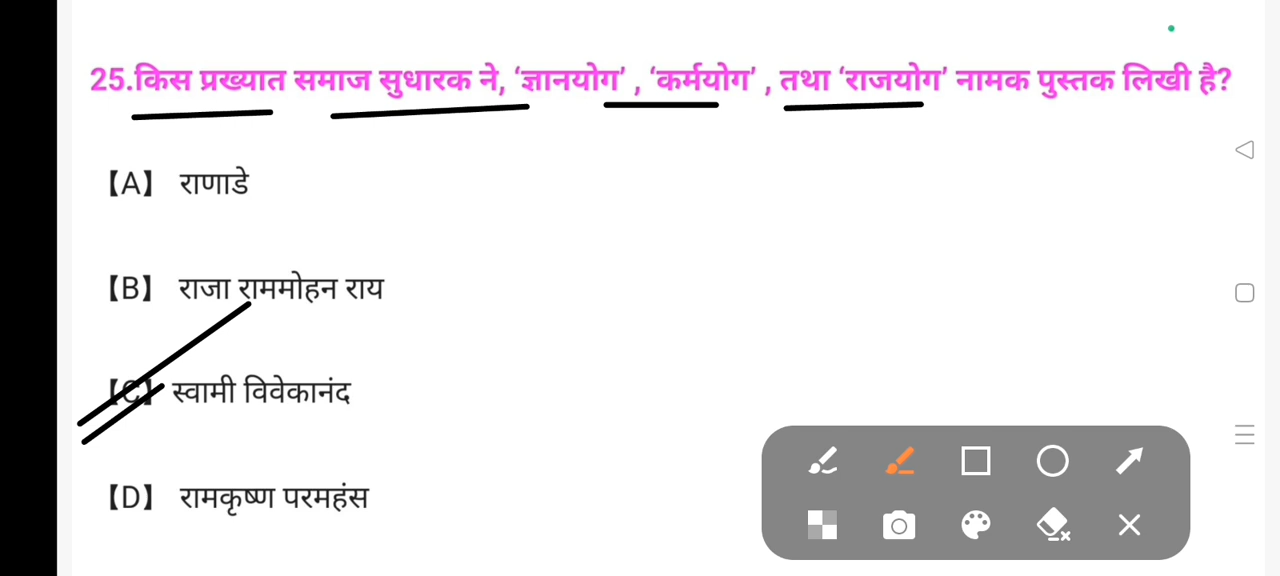 25.किस प्रख्यात समाज सुधारक ने, ‘ज्ञानयोग’ , ‘कर्मयोग’ , तथा ‘राजयोग’ नामक पुस्तक लिखी है?
【A】 राणाडे
【B】 राजा राममोहन राय
【C】 स्वामी विवेकानंद
【D】 रामकृष्ण परमहंस